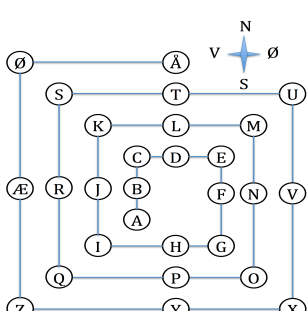 N
V Ø
S
Ø Å
S T U
K L M
C D E
Æ R J B F N V
A
I H G
Q P O
Z Y X